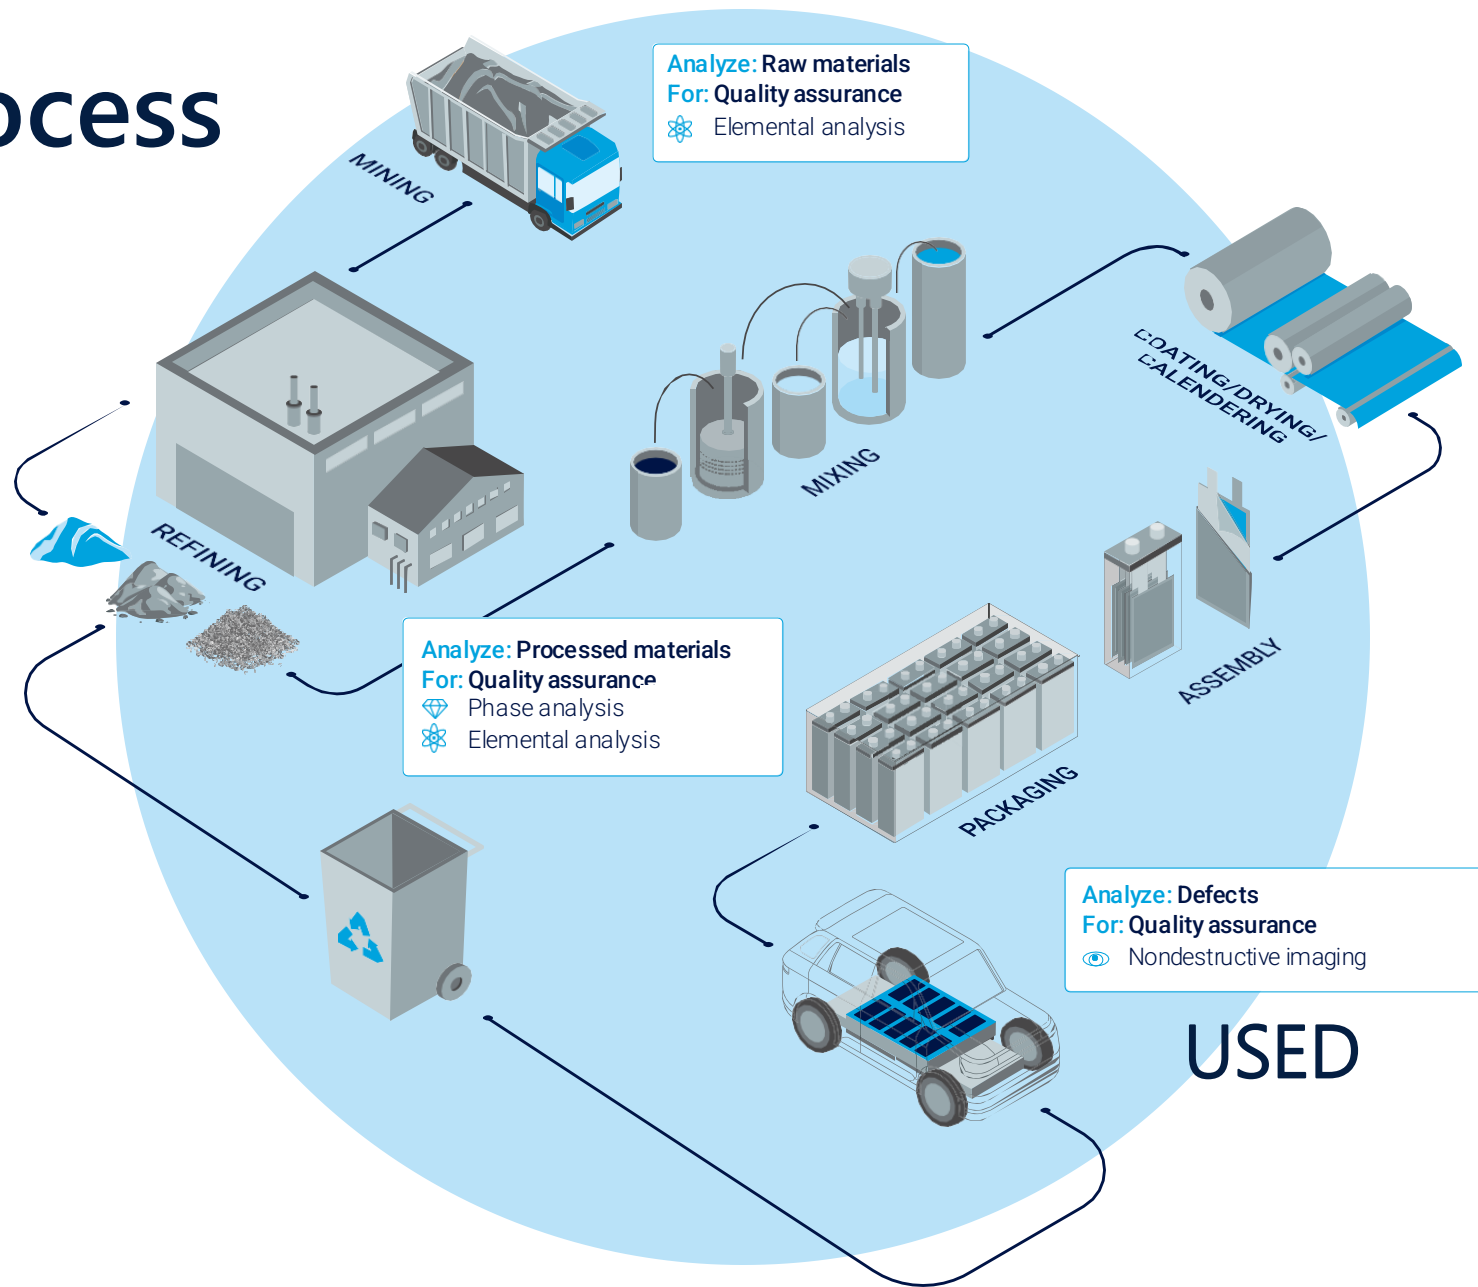 ocess
Analyze: Raw materials
For: Quality assurance
Elemental analysis
MINING
COATING/DRYING/
CALENDERING
MIXING
REFINING
Analyze: Processed materials
For: Quality assurance
Phase analysis
Elemental analysis
ASSEMBLY
PACKAGING
Analyze: Defects
For: Quality assurance
Nondestructive imaging
USED